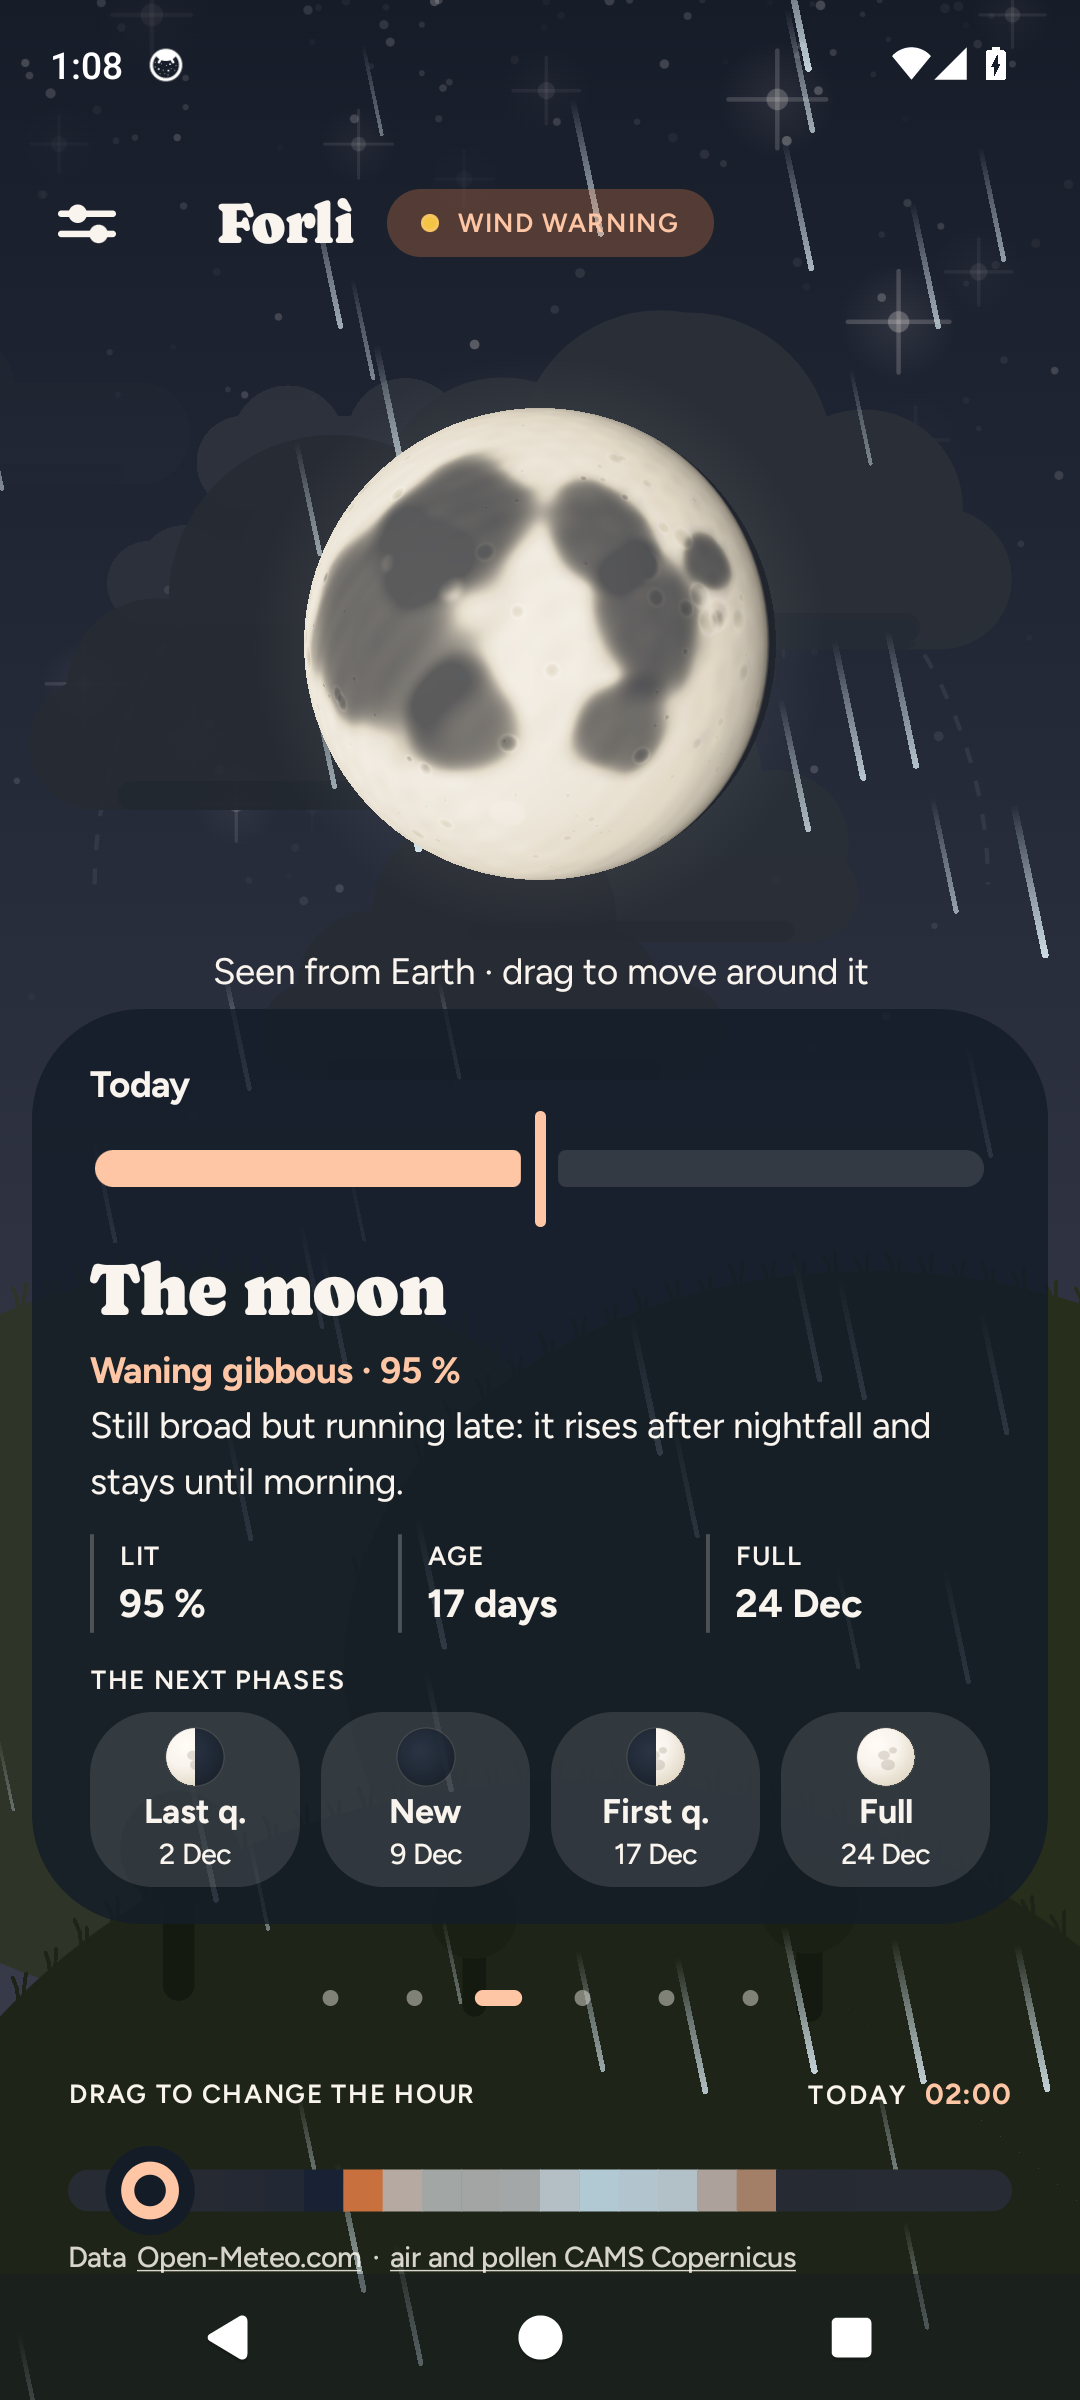 1:08
Forlì
WIND WARNING
Seen from Earth · drag to move around it
Today
The moon
Waning gibbous · 95 %
Still broad but running late: it rises after nightfall and
stays until morning.
LIT AGE FULL
95 % 17 days 24 Dec
THE NEXT PHASES
Last q. New First q. Full
2 Dec 9 Dec 17 Dec 24 Dec
DRAG TO CHANGE THE HOUR TODAY 02:00
Data Open-Meteo.com · air and pollen CAMS Copernicus